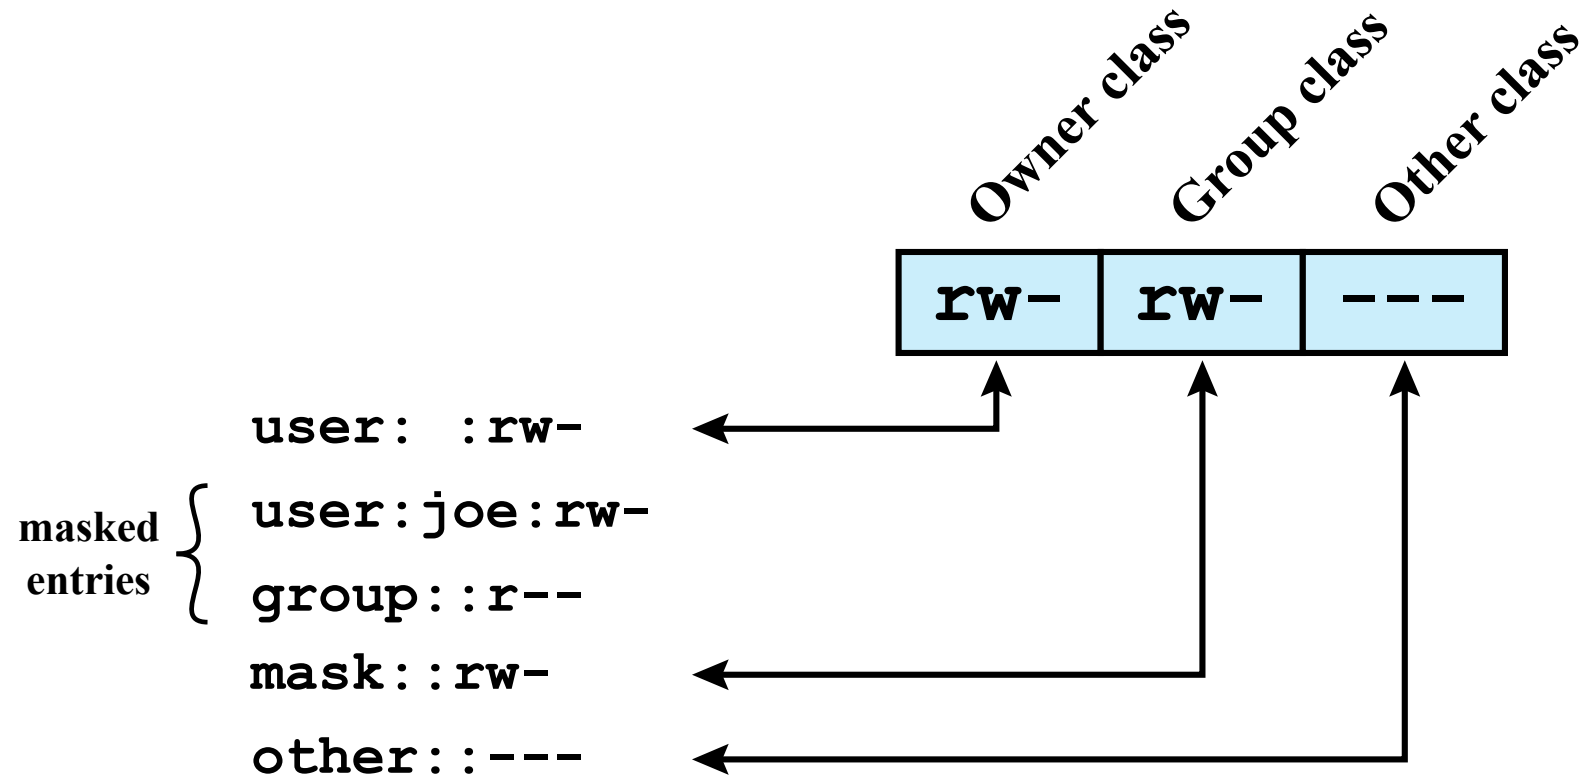 Owner class
Group class
Other class
rw- rw- ---
user: :rw-
user:joe:rw-
masked
entries
group::r--
mask::rw-
other::---